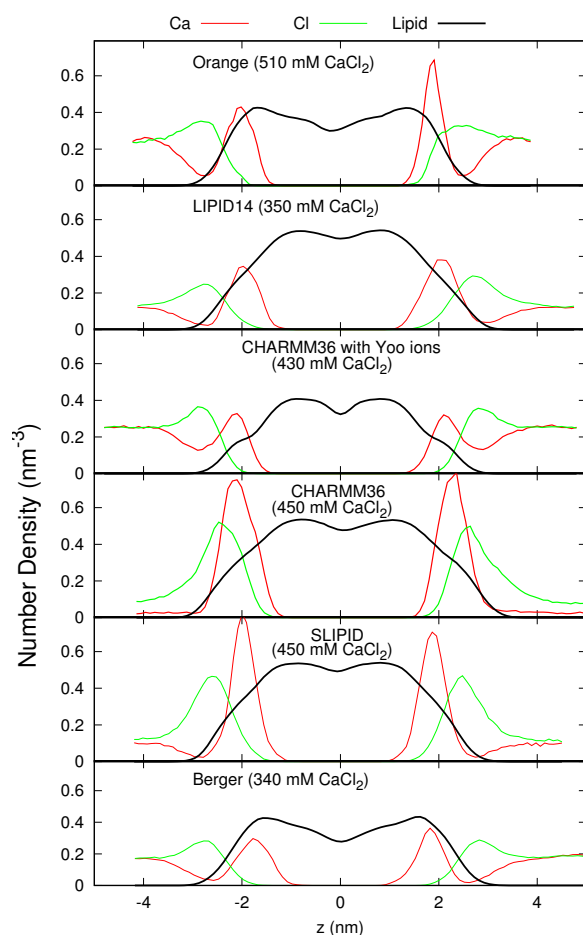 Ca Cl Lipid
Number Density (nm⁻³)
Orange (510 mM CaCl₂)
0.6
0.4
0.2
0
LIPID14 (350 mM CaCl₂)
0.6
0.4
0.2
0
CHARMM36 with Yoo ions
(430 mM CaCl₂)
0.6
0.4
0.2
0
CHARMM36
(450 mM CaCl₂)
0.6
0.4
0.2
0
SLIPID
(450 mM CaCl₂)
0.6
0.4
0.2
0
Berger (340 mM CaCl₂)
0.6
0.4
0.2
0
-4 -2 0 2 4
z (nm)